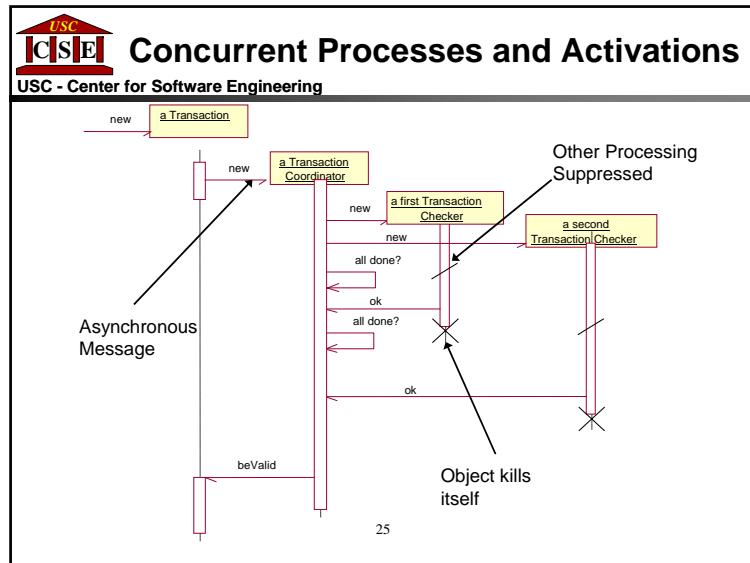 USC
C S E
Concurrent Processes and Activations
USC - Center for Software Engineering
new
a Transaction
new
a Transaction
Coordinator
Other Processing
Suppressed
new
a first Transaction
Checker
new
a second
Transaction Checker
all done?
ok
all done?
Asynchronous
Message
ok
beValid
Object kills
itself
25